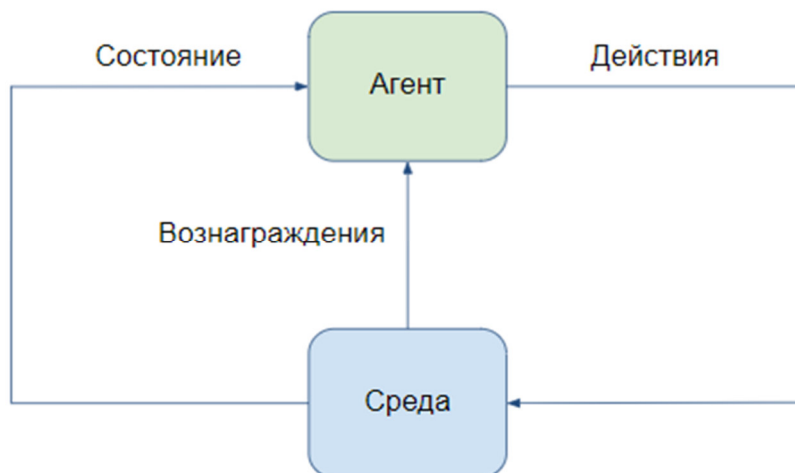 Состояние
Агент
Действия
Вознаграждения
Среда